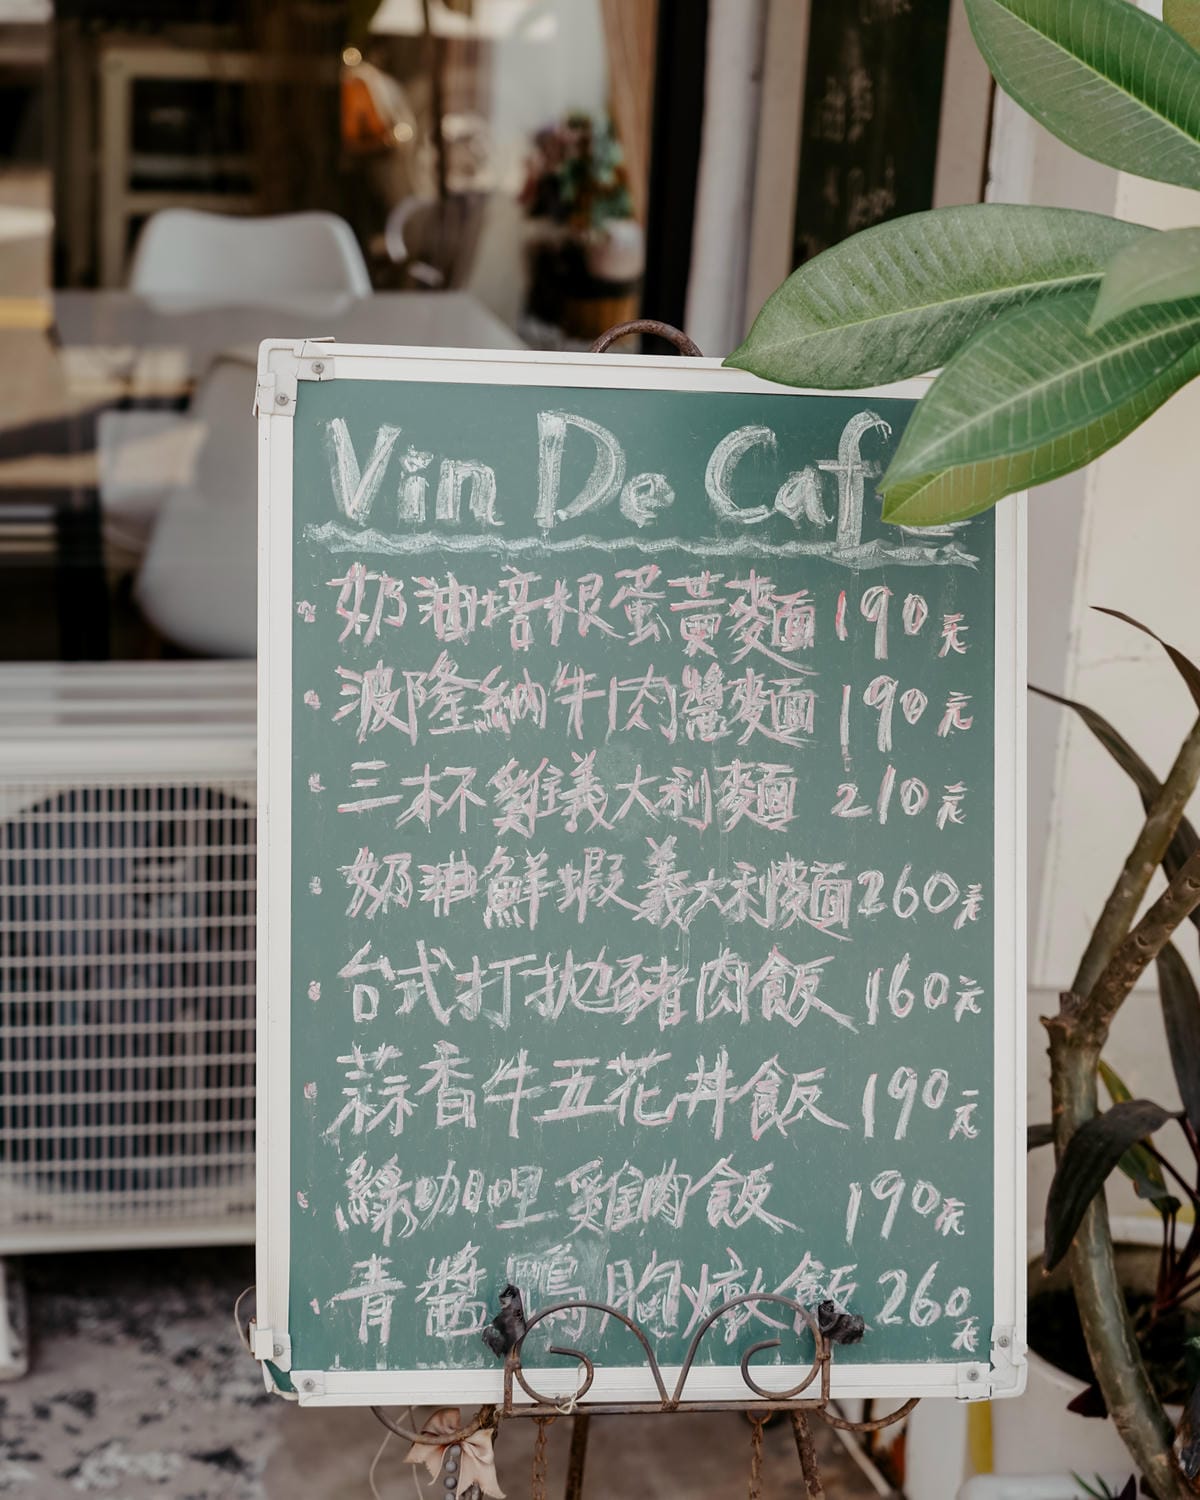 Vin De Caf
奶油培根蛋黃麵 190元
波隆納牛肉醬麵 190元
三杯雞義大利麵 210元
奶油鮮蝦義大利麵 260元
台式打拋豬肉飯 160元
蒜香牛五花丼飯 190元
綠咖哩雞肉飯 190元
青醬鴨胸燉飯 260元